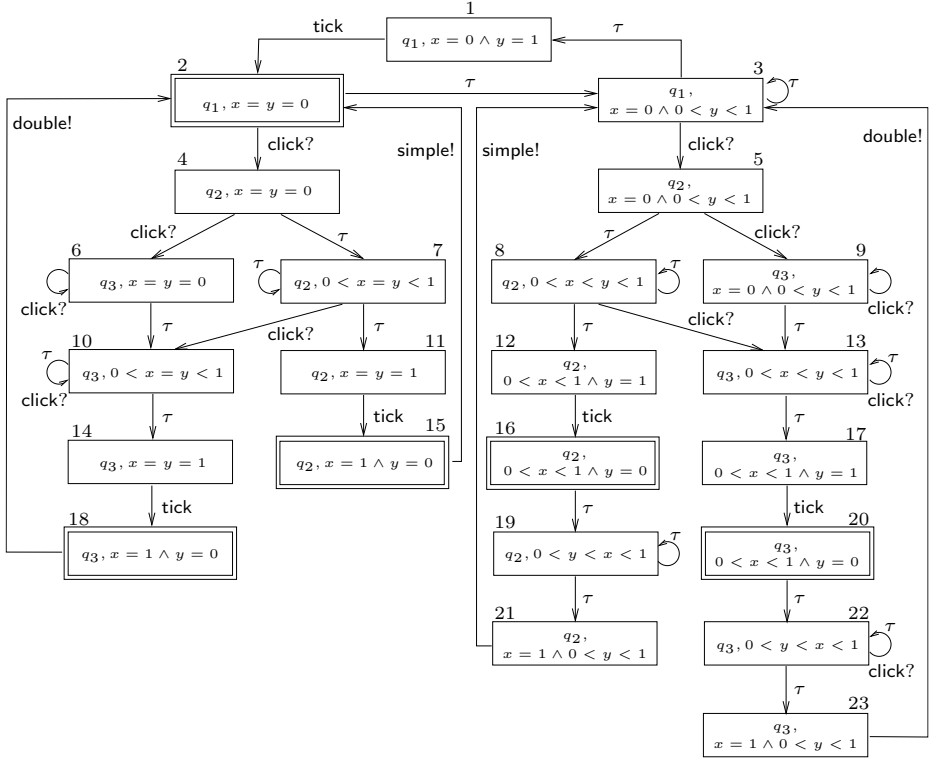 1
tick
q1, x = 0 ∧ y = 1
τ
2
q1, x = y = 0
τ
3
q1,
x = 0 ∧ 0 < y < 1
τ
double!
click?
simple!
simple!
click?
double!
4
q2, x = y = 0
5
q2,
x = 0 ∧ 0 < y < 1
click?
τ
τ
click?
6
q3, x = y = 0
click?
τ
7
q2, 0 < x = y < 1
8
q2, 0 < x < y < 1
τ
9
q3,
x = 0 ∧ 0 < y < 1
click?
τ
click?
τ
τ
click?
τ
10
q3, 0 < x = y < 1
τ
click?
11
q2, x = y = 1
12
q2,
0 < x < 1 ∧ y = 1
13
q3, 0 < x < y < 1
τ
click?
τ
tick
tick
τ
14
q3, x = y = 1
15
q2, x = 1 ∧ y = 0
16
q2,
0 < x < 1 ∧ y = 0
17
q3,
0 < x < 1 ∧ y = 1
tick
τ
tick
18
q3, x = 1 ∧ y = 0
19
q2, 0 < y < x < 1
τ
20
q3,
0 < x < 1 ∧ y = 0
τ
τ
21
q2,
x = 1 ∧ 0 < y < 1
22
q3, 0 < y < x < 1
τ
click?
τ
23
q3,
x = 1 ∧ 0 < y < 1